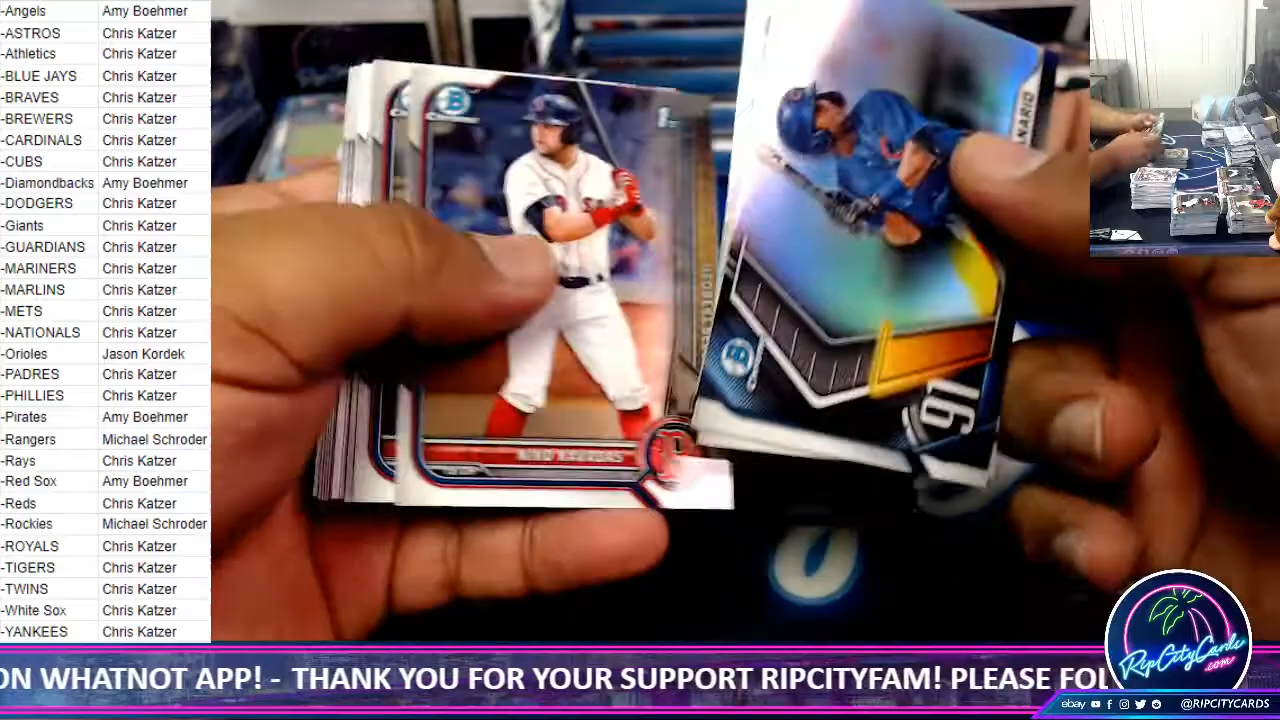 -Angels Amy Boehmer
-ASTROS Chris Katzer
-Athletics Chris Katzer
-BLUE JAYS Chris Katzer
-BRAVES Chris Katzer
-BREWERS Chris Katzer
-CARDINALS Chris Katzer
-CUBS Chris Katzer
-Diamondbacks Amy Boehmer
-DODGERS Chris Katzer
-Giants Chris Katzer
-GUARDIANS Chris Katzer
-MARINERS Chris Katzer
-MARLINS Chris Katzer
-METS Chris Katzer
-NATIONALS Chris Katzer
-Orioles Jason Kordek
-PADRES Chris Katzer
-PHILLIES Chris Katzer
-Pirates Amy Boehmer
-Rangers Michael Schroder
-Rays Chris Katzer
-Red Sox Amy Boehmer
-Reds Chris Katzer
-Rockies Michael Schroder
-ROYALS Chris Katzer
-TIGERS Chris Katzer
-TWINS Chris Katzer
-White Sox Chris Katzer
-YANKEES Chris Katzer
NARIO
16
ON WHATNOT APP! - THANK YOU FOR YOUR SUPPORT RIPCITYFAM! PLEASE FOL
RipCityCards
.com
ebay @RIPCITYCARDS